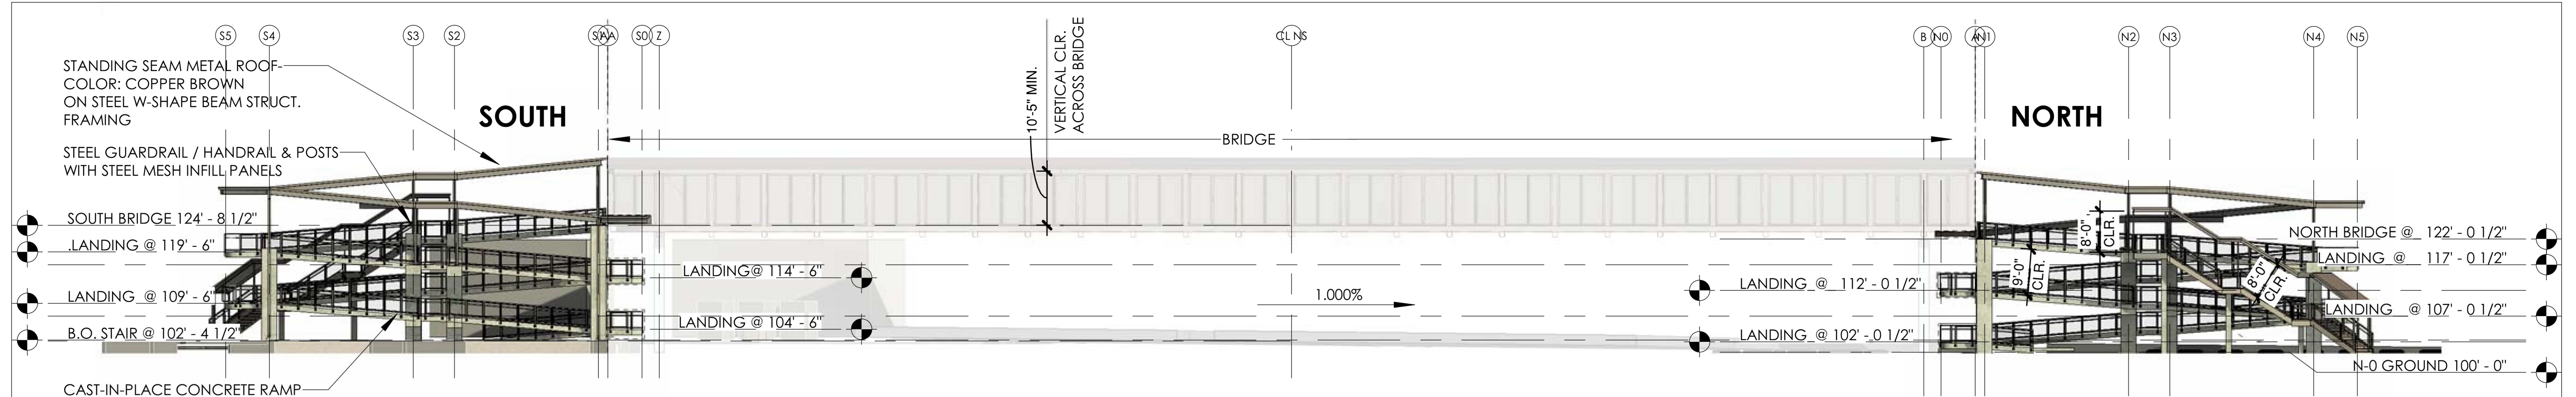 S5
S4
S3
S2
S1
AA
S0
Z
CL NS
B
N0
A
N1
N2
N3
N4
N5
STANDING SEAM METAL ROOF-
COLOR: COPPER BROWN
ON STEEL W-SHAPE BEAM STRUCT.
FRAMING
STEEL GUARDRAIL / HANDRAIL & POSTS
WITH STEEL MESH INFILL PANELS
SOUTH
10'-5" MIN.
VERTICAL CLR.
ACROSS BRIDGE
BRIDGE
NORTH
SOUTH BRIDGE 124' - 8 1/2"
.LANDING @ 119' - 6"
LANDING @ 109' - 6"
B.O. STAIR @ 102' - 4 1/2"
CAST-IN-PLACE CONCRETE RAMP
LANDING@ 114' - 6"
LANDING @ 104' - 6"
1.000%
LANDING @ 112' - 0 1/2"
LANDING @ 102' - 0 1/2"
8'-0"
CLR.
9'-0"
CLR.
8'-0"
CLR.
NORTH BRIDGE @ 122' - 0 1/2"
LANDING @ 117' - 0 1/2"
LANDING @ 107' - 0 1/2"
N-0 GROUND 100' - 0"